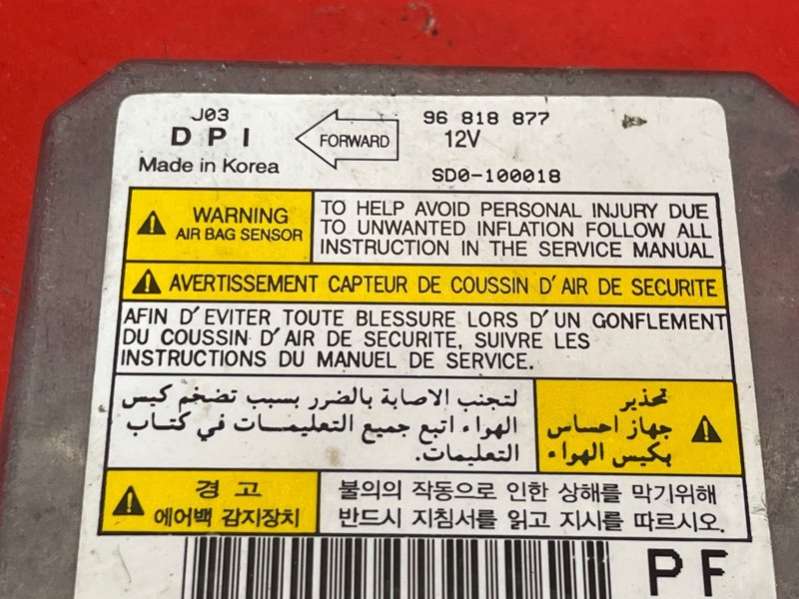 J03
DPI
Made in Korea
FORWARD
96 818 877
12V
SD0-100018
WARNING
AIR BAG SENSOR
TO HELP AVOID PERSONAL INJURY DUE
TO UNWANTED INFLATION FOLLOW ALL
INSTRUCTION IN THE SERVICE MANUAL
AVERTISSEMENT CAPTEUR DE COUSSIN D'AIR DE SECURITE
AFIN D'EVITER TOUTE BLESSURE LORS D'UN GONFLEMENT
DU COUSSIN D'AIR DE SECURITE, SUIVRE LES
INSTRUCTIONS DU MANUEL DE SERVICE.
تحذير
جهاز احساس
بكيس الهواء
لتجنب الاصابة بالضرر بسبب تضخم كيس
الهواء اتبع جميع التعليمات في كتاب
التعليمات.
경 고
에어백 감지장치
불의의 작동으로 인한 상해를 막기위해
반드시 지침서를 읽고 지시를 따르시오.
PF